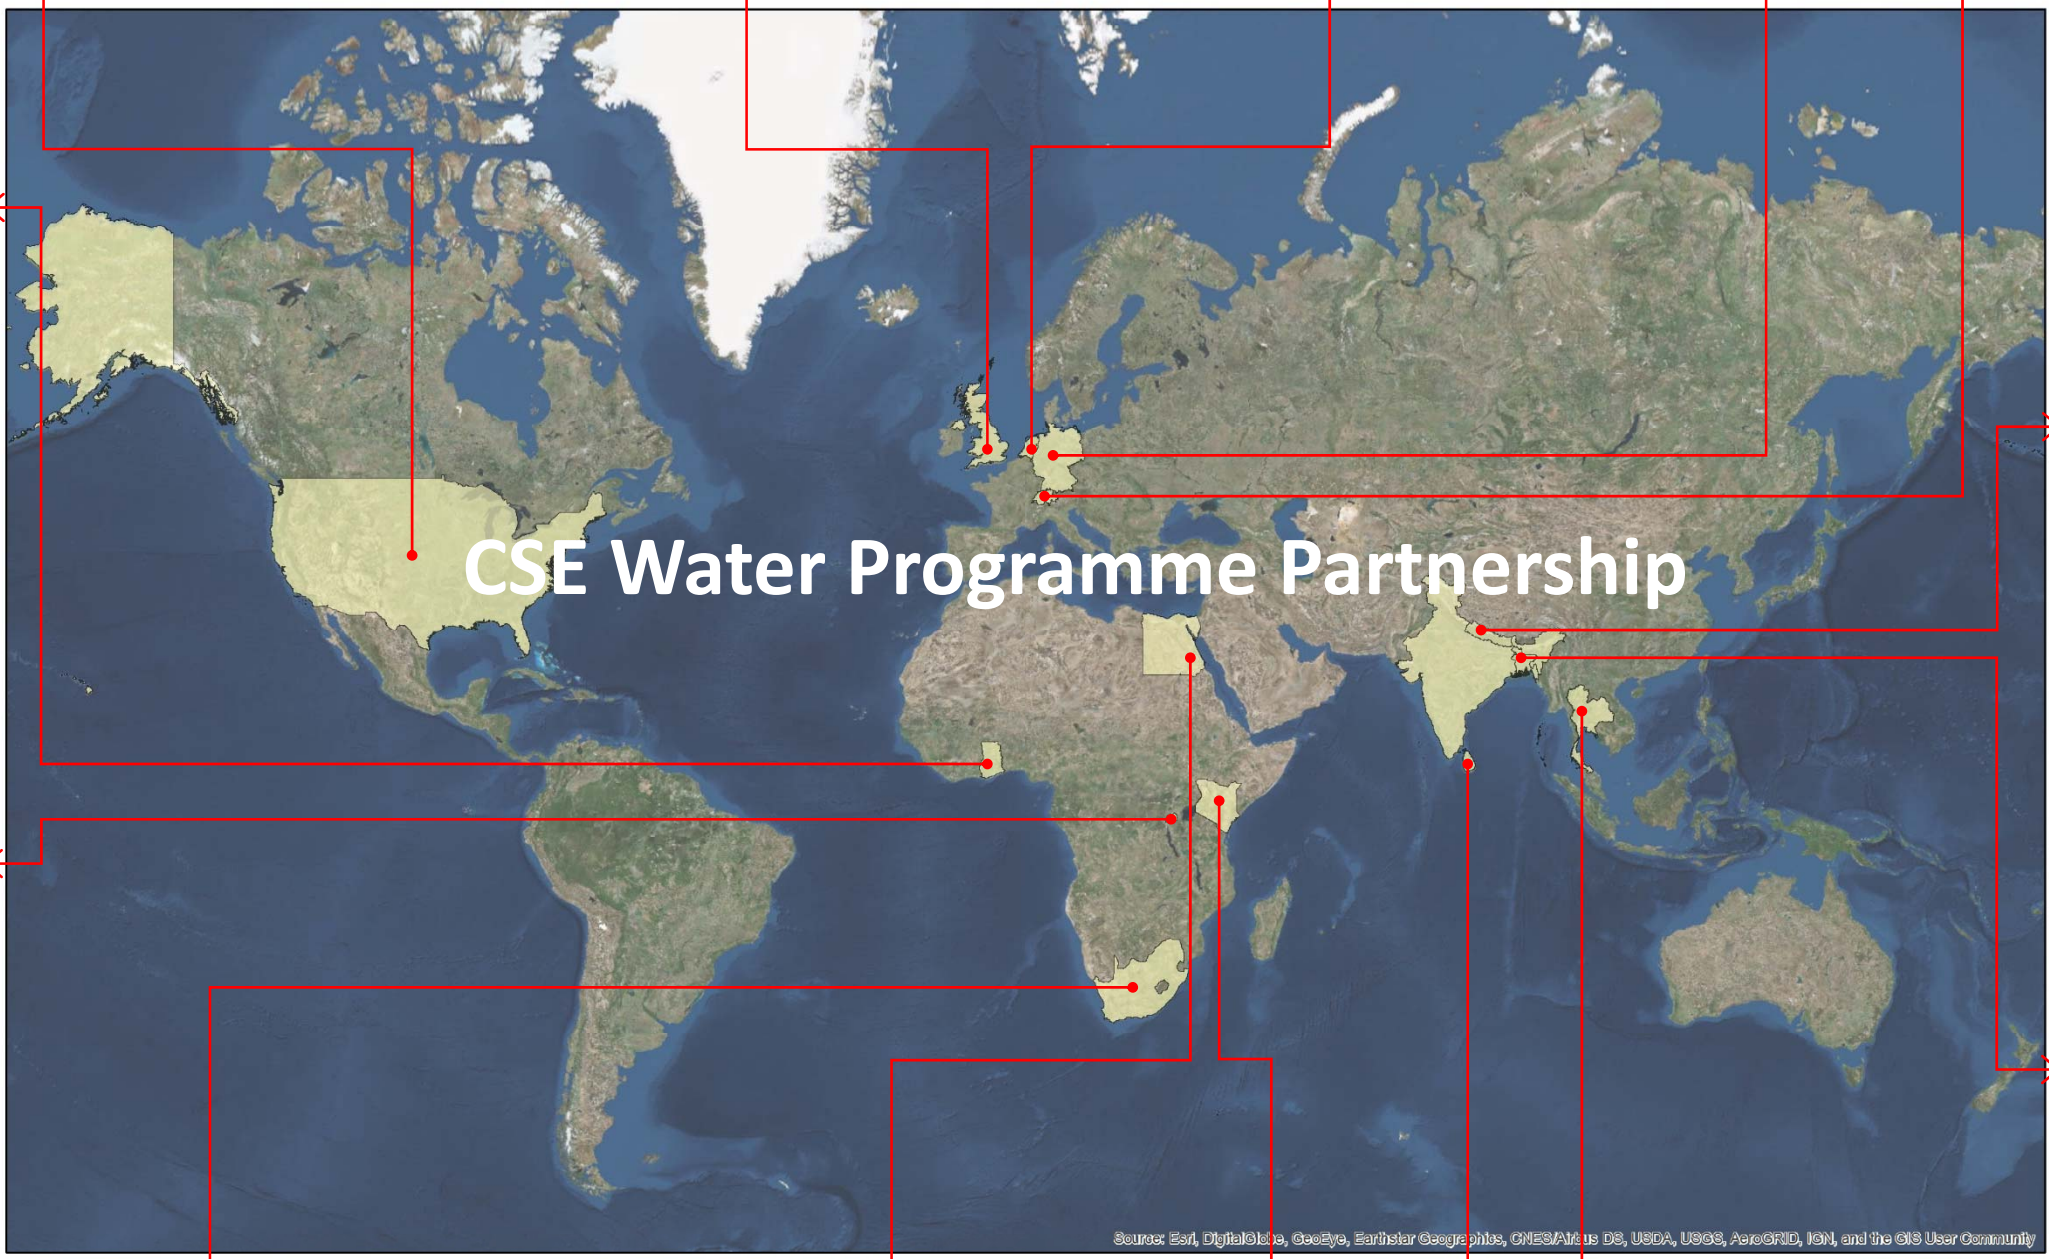 CSE Water Programme Partnership
Source: Esri, DigitalGlobe, GeoEye, Earthstar Geographics, CNES/Airbus DS, USDA, USGS, AeroGRID, IGN, and the GIS User Community